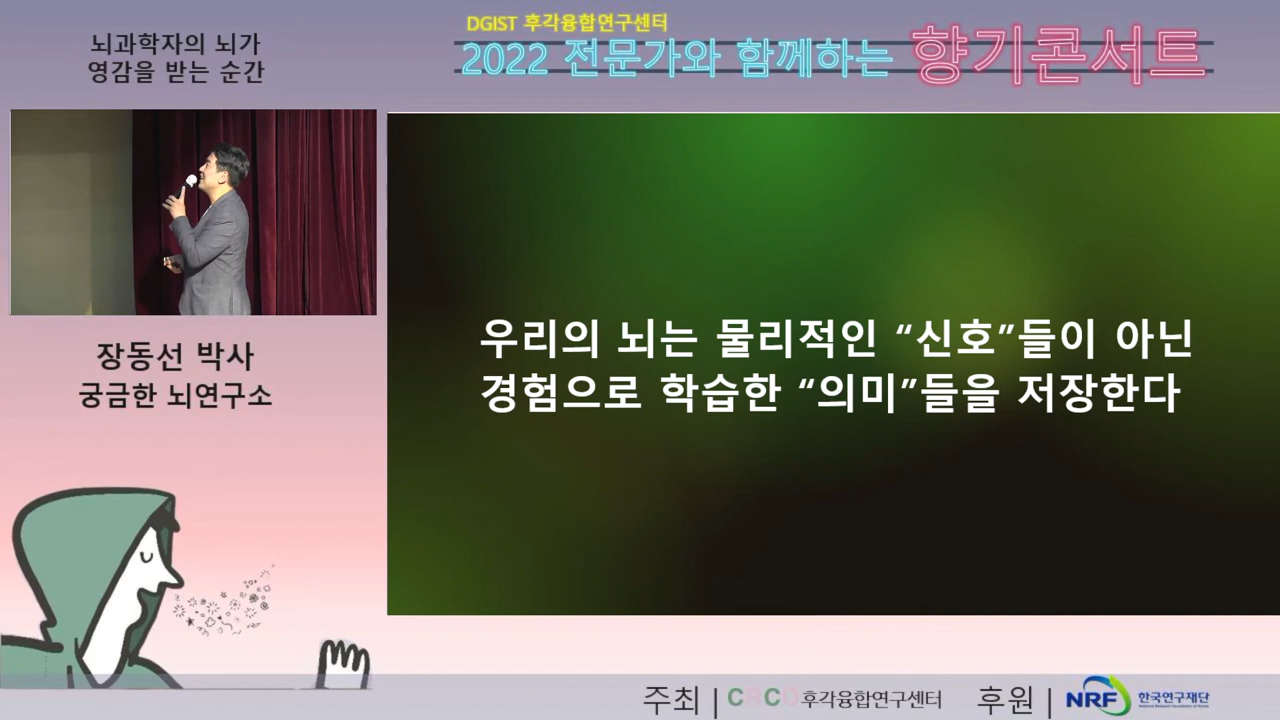 뇌과학자의 뇌가
영감을 받는 순간
DGIST 후각융합연구센터
2022 전문가와 함께하는 향기콘서트
우리의 뇌는 물리적인 “신호”들이 아닌
경험으로 학습한 “의미”들을 저장한다
장동선 박사
궁금한 뇌연구소
주최 | CRCO 후각융합연구센터 후원 | NRF 한국연구재단
National Research Foundation of Korea